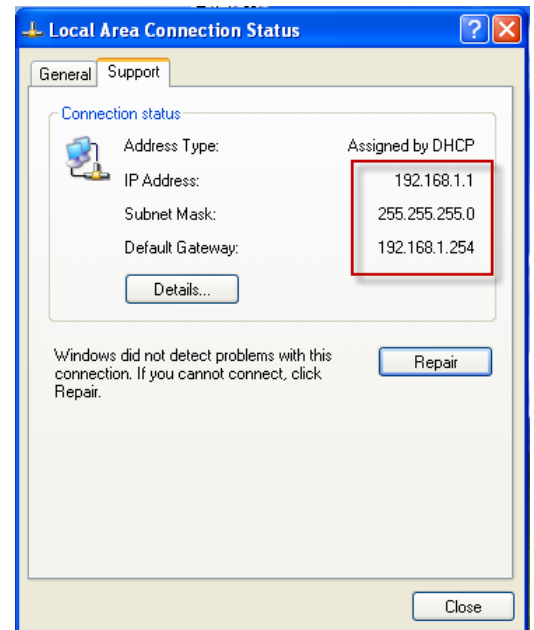 Local Area Connection Status
General Support
Connection status
Address Type: Assigned by DHCP
IP Address: 192.168.1.1
Subnet Mask: 255.255.255.0
Default Gateway: 192.168.1.254
Details...
Windows did not detect problems with this
connection. If you cannot connect, click
Repair.
Repair
Close